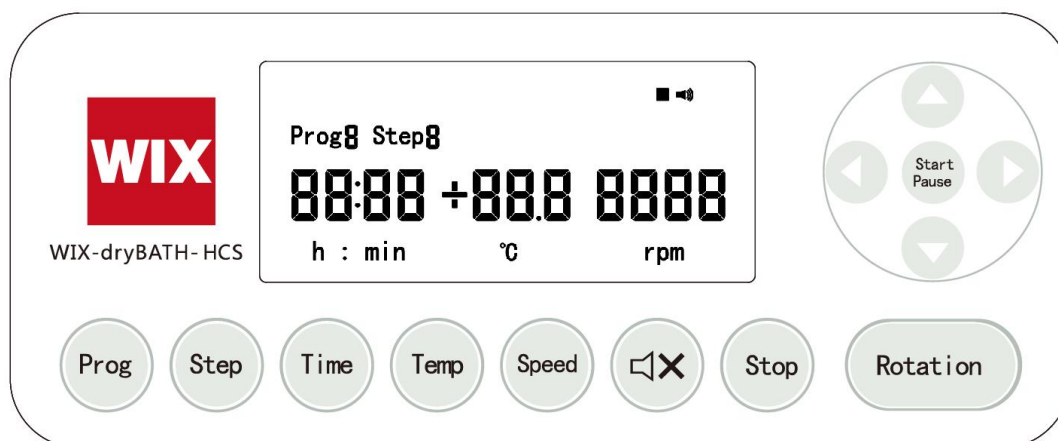 WIX
WIX-dryBATH-HCS
Prog8 Step8
88:88 +88.8 8888
h : min ℃ rpm
Start
Pause
Prog Step Time Temp Speed Stop Rotation